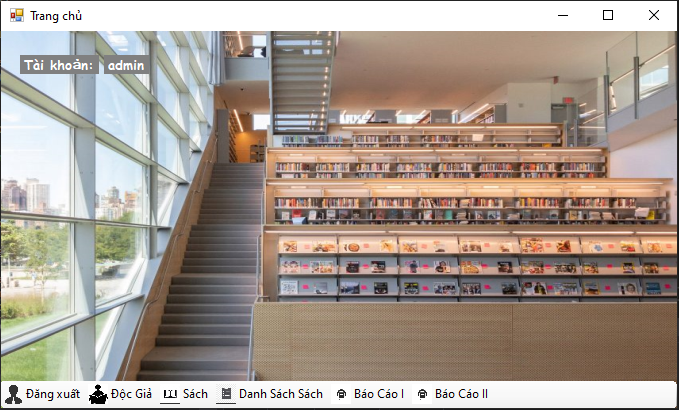 Trang chủ
Tài khoản: admin
Đăng xuất Độc Giả Sách Danh Sách Sách Báo Cáo I Báo Cáo II